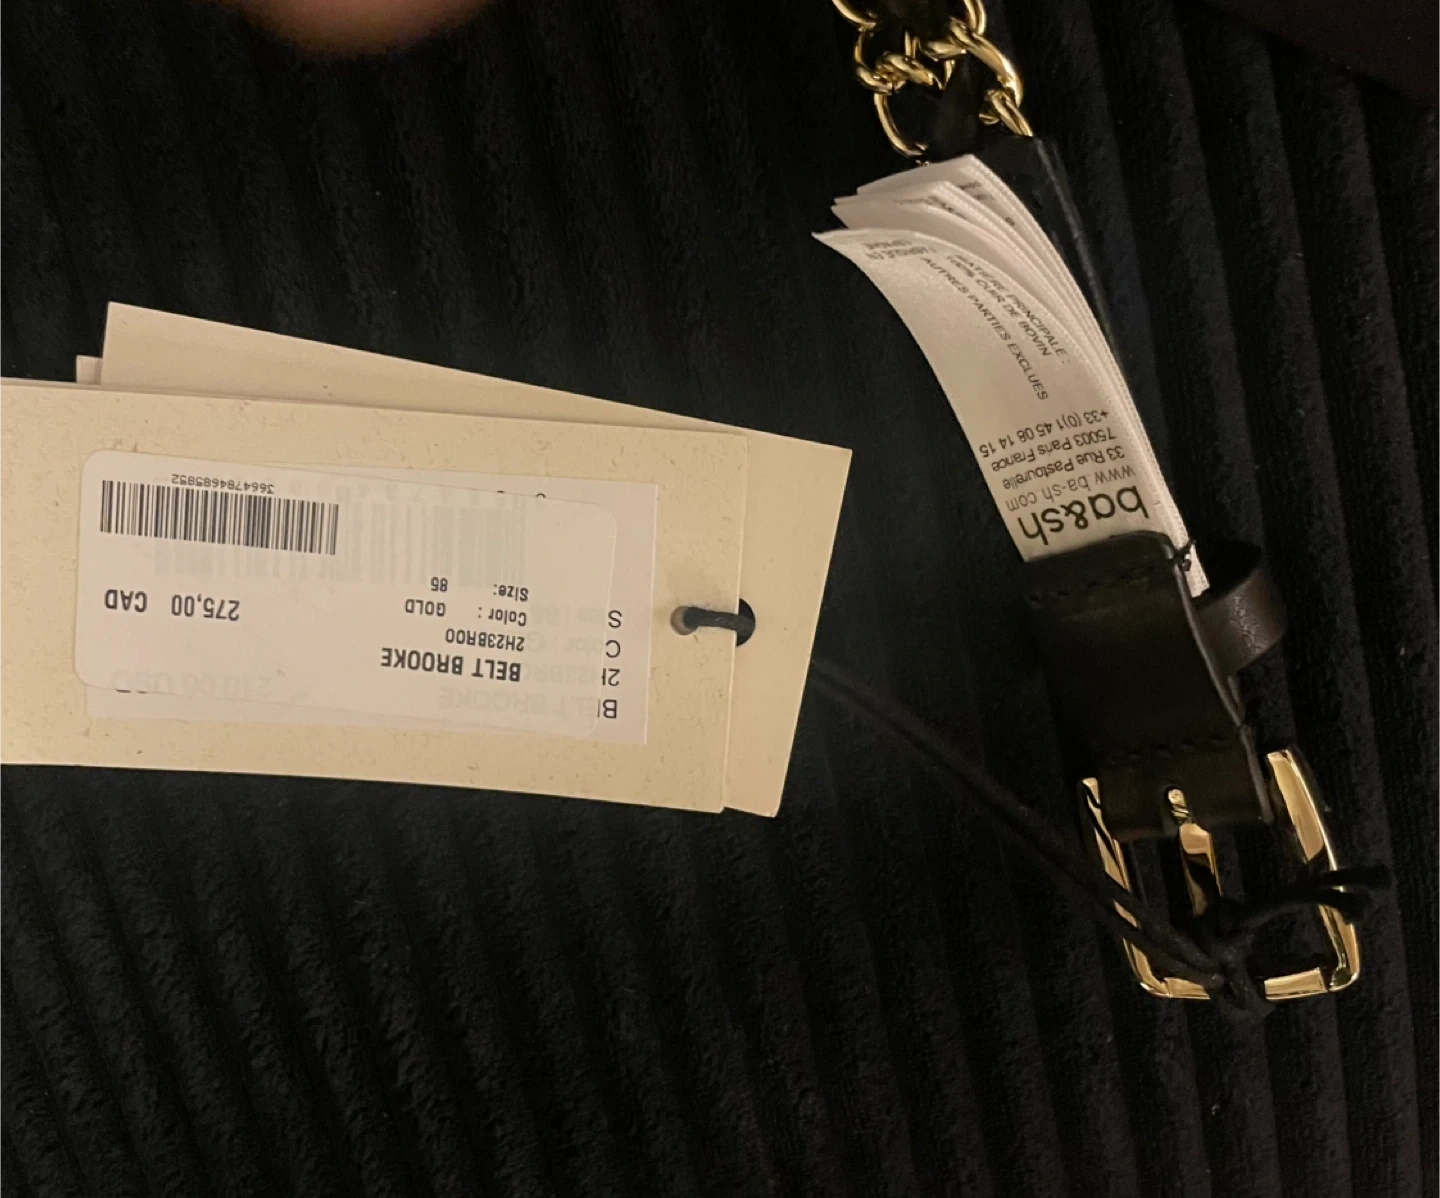 BELT BROOKE
2H23BROO
Color : GOLD
Size: 85
275,00 CAD
3664784685852
ba&sh
www.ba-sh.com
33 Rue Pastourelle
75003 Paris France
+33 (0)1 45 08 14 15
MATIERE PRINCIPALE :
100% CUIR DE BOVIN
AUTRES PARTIES EXCLUES
FABRIQUE EN